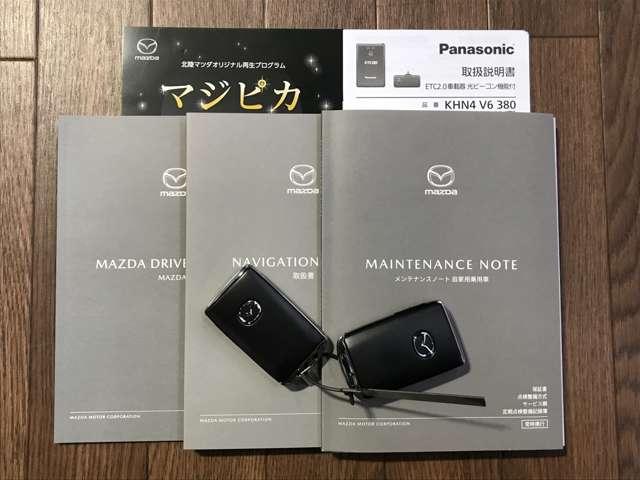 mazda
北陸マツダオリジナル再生プログラム
マジピカ
Panasonic
取扱説明書
ETC2.0車載器 光ビーコン機能付
品番 KHN4 V6 380
mazda
MAZDA DRIVE
MAZDA
MAZDA MOTOR CORPORATION
mazda
NAVIGATION
取扱書
MAZDA MOTOR CORPORATION
mazda
MAINTENANCE NOTE
メンテナンスノート 自家用乗用車
保証書
点検整備方式
サービス網
定期点検整備記録簿
MAZDA MOTOR CORPORATION
常時携行